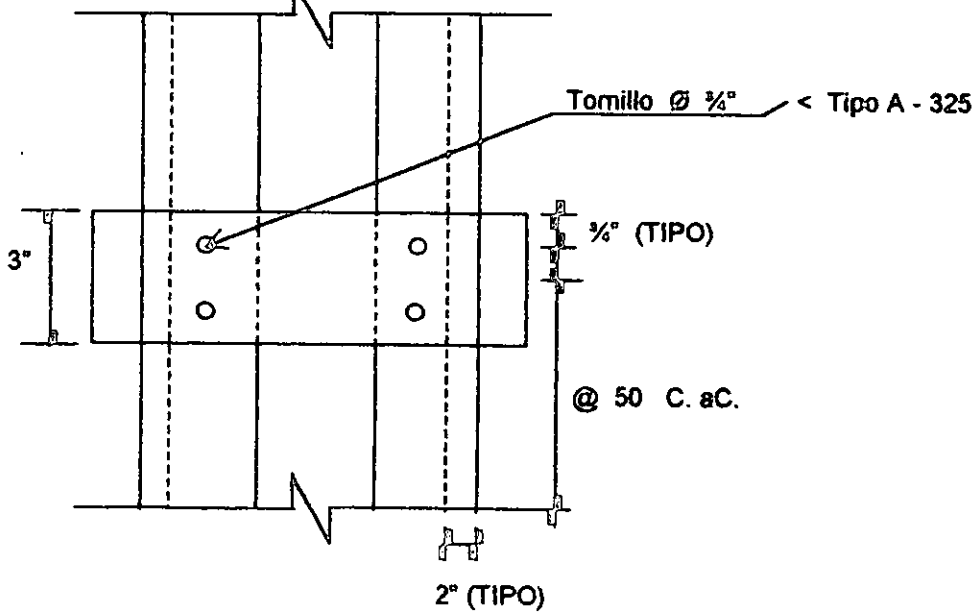 Tornillo Ø ¾" < Tipo A - 325
3"
¾" (TIPO)
@ 50 C. aC.
2" (TIPO)